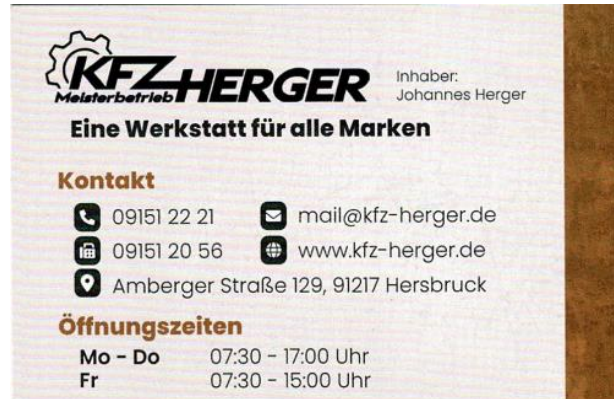 KFZ HERGER
Meisterbetrieb
Inhaber:
Johannes Herger
Eine Werkstatt für alle Marken
Kontakt
09151 22 21 mail@kfz-herger.de
09151 20 56 www.kfz-herger.de
Amberger Straße 129, 91217 Hersbruck
Öffnungszeiten
Mo - Do 07:30 - 17:00 Uhr
Fr 07:30 - 15:00 Uhr